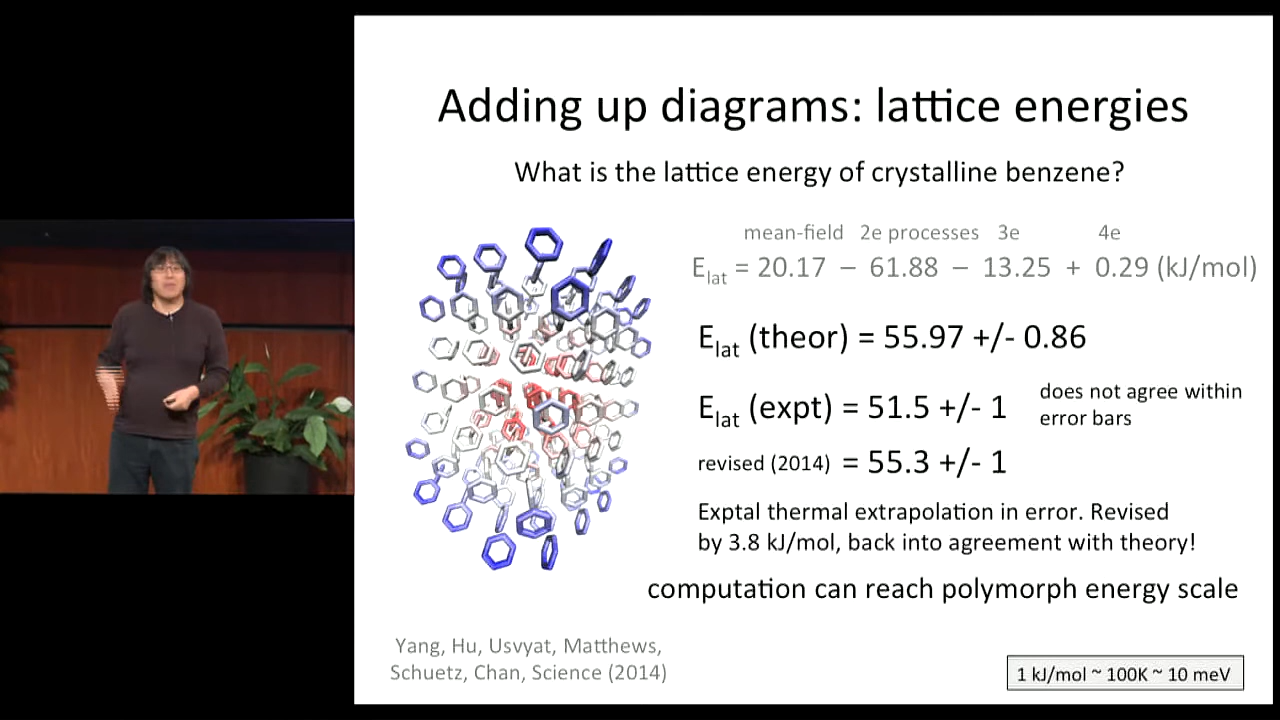 Adding up diagrams: lattice energies
What is the lattice energy of crystalline benzene?
mean-field 2e processes 3e 4e
Elat = 20.17 − 61.88 − 13.25 + 0.29 (kJ/mol)
Elat (theor) = 55.97 +/- 0.86
Elat (expt) = 51.5 +/- 1
does not agree within
error bars
revised (2014) = 55.3 +/- 1
Exptal thermal extrapolation in error. Revised
by 3.8 kJ/mol, back into agreement with theory!
computation can reach polymorph energy scale
Yang, Hu, Usvyat, Matthews,
Schuetz, Chan, Science (2014)
1 kJ/mol ~ 100K ~ 10 meV